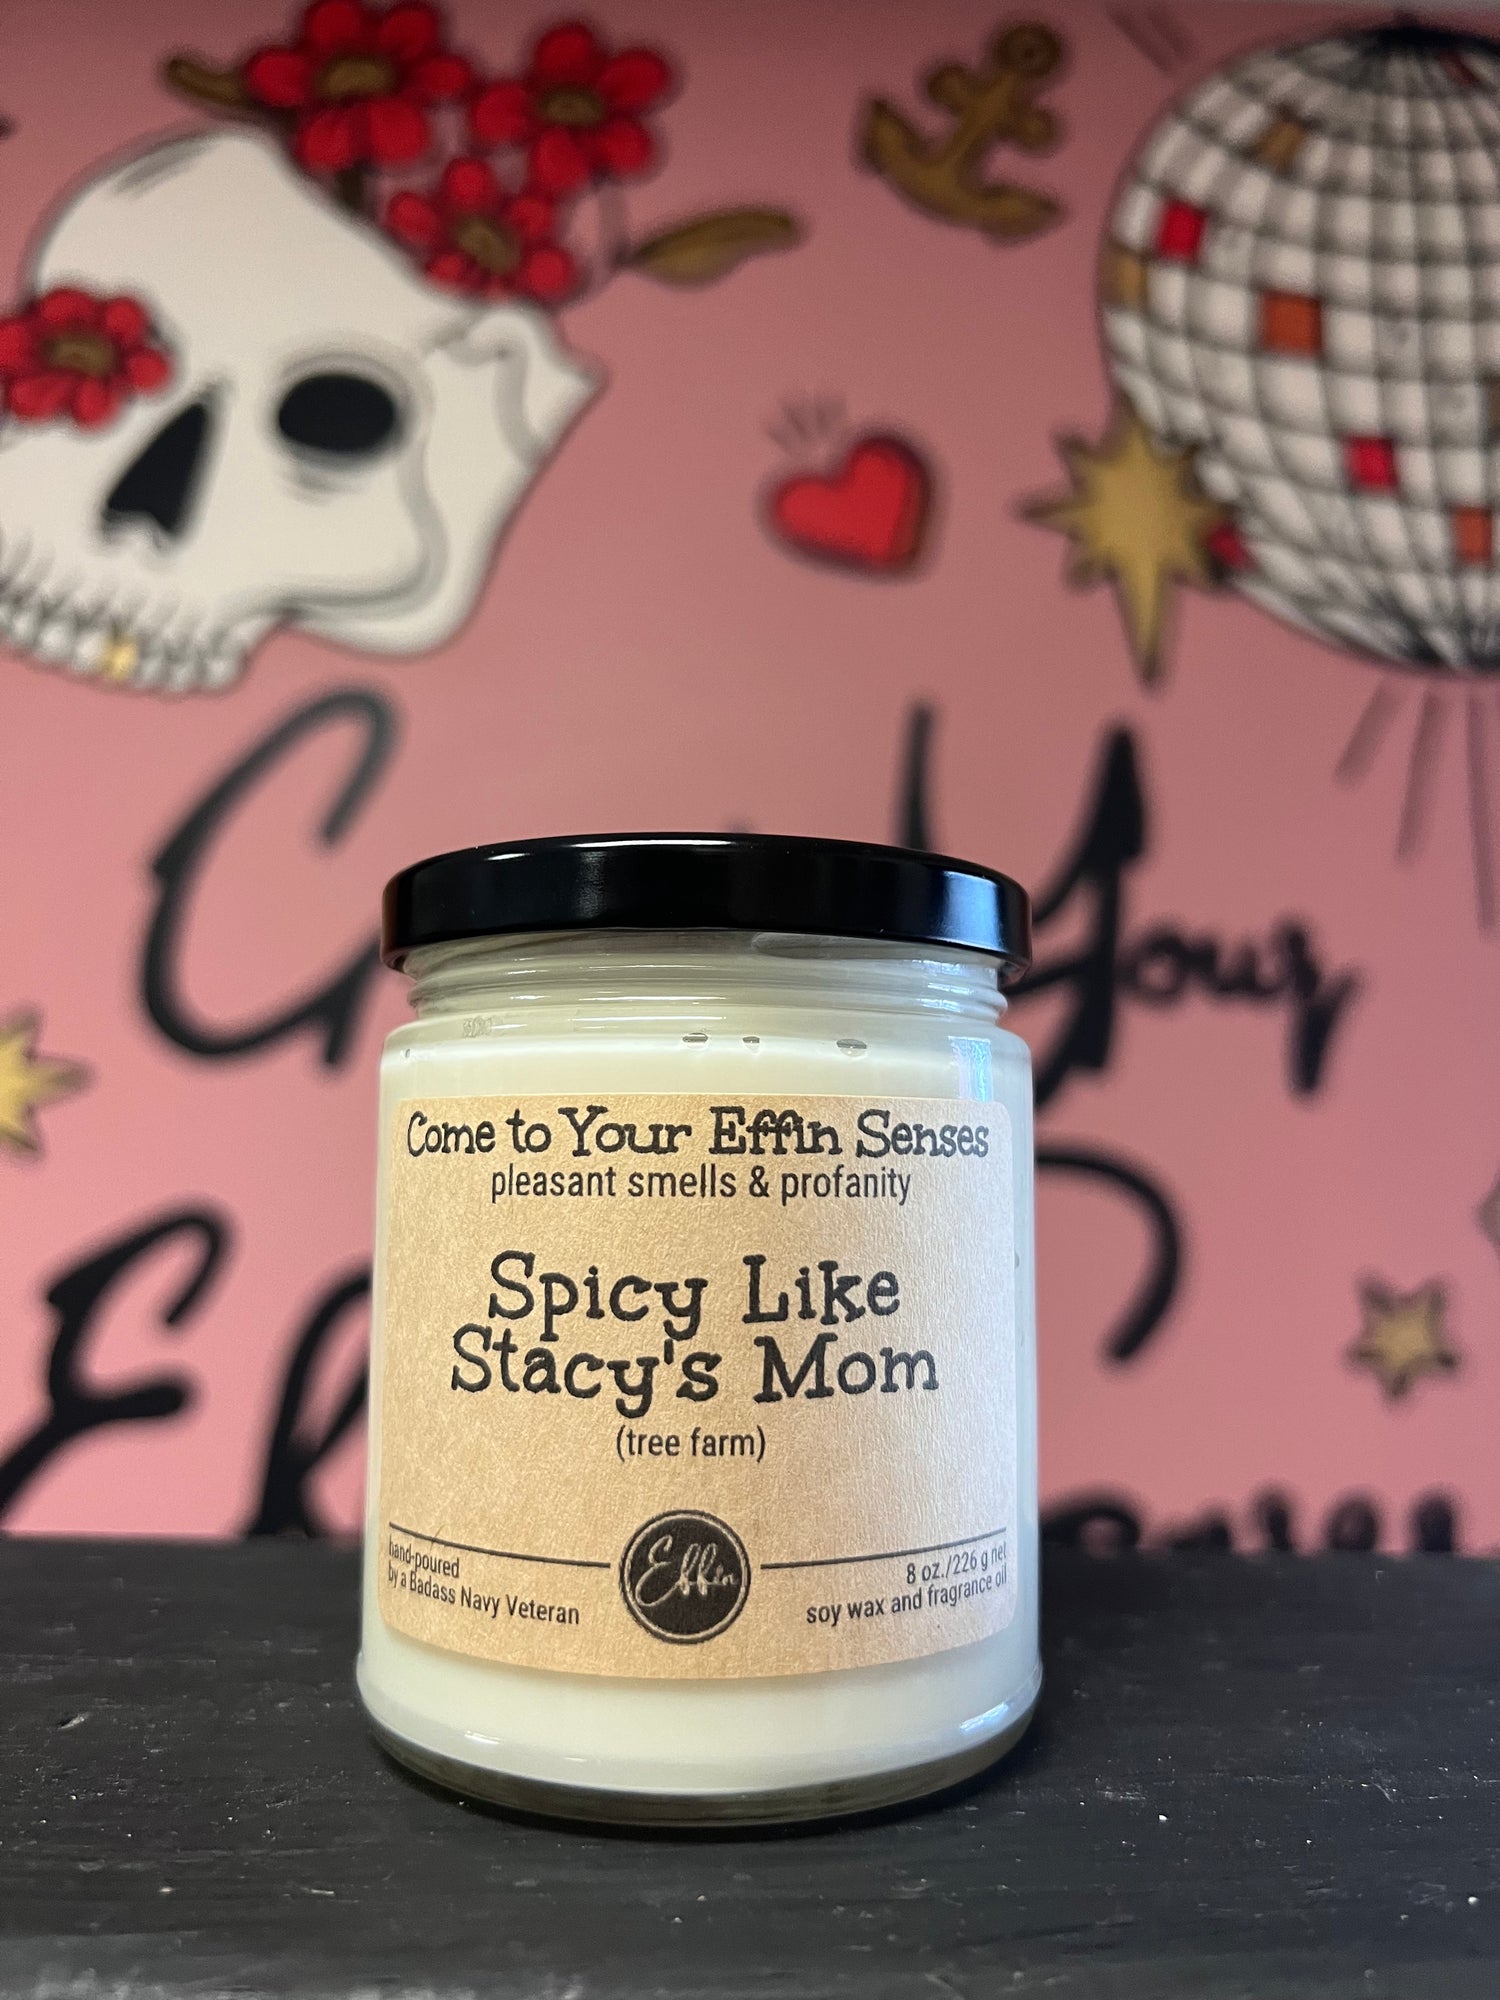 Your
Come to Your Effin Senses
pleasant smells & profanity
Spicy Like
Stacy's Mom
(tree farm)
hand-poured
by a Badass Navy Veteran
Effin
8 oz./226 g net
soy wax and fragrance oil